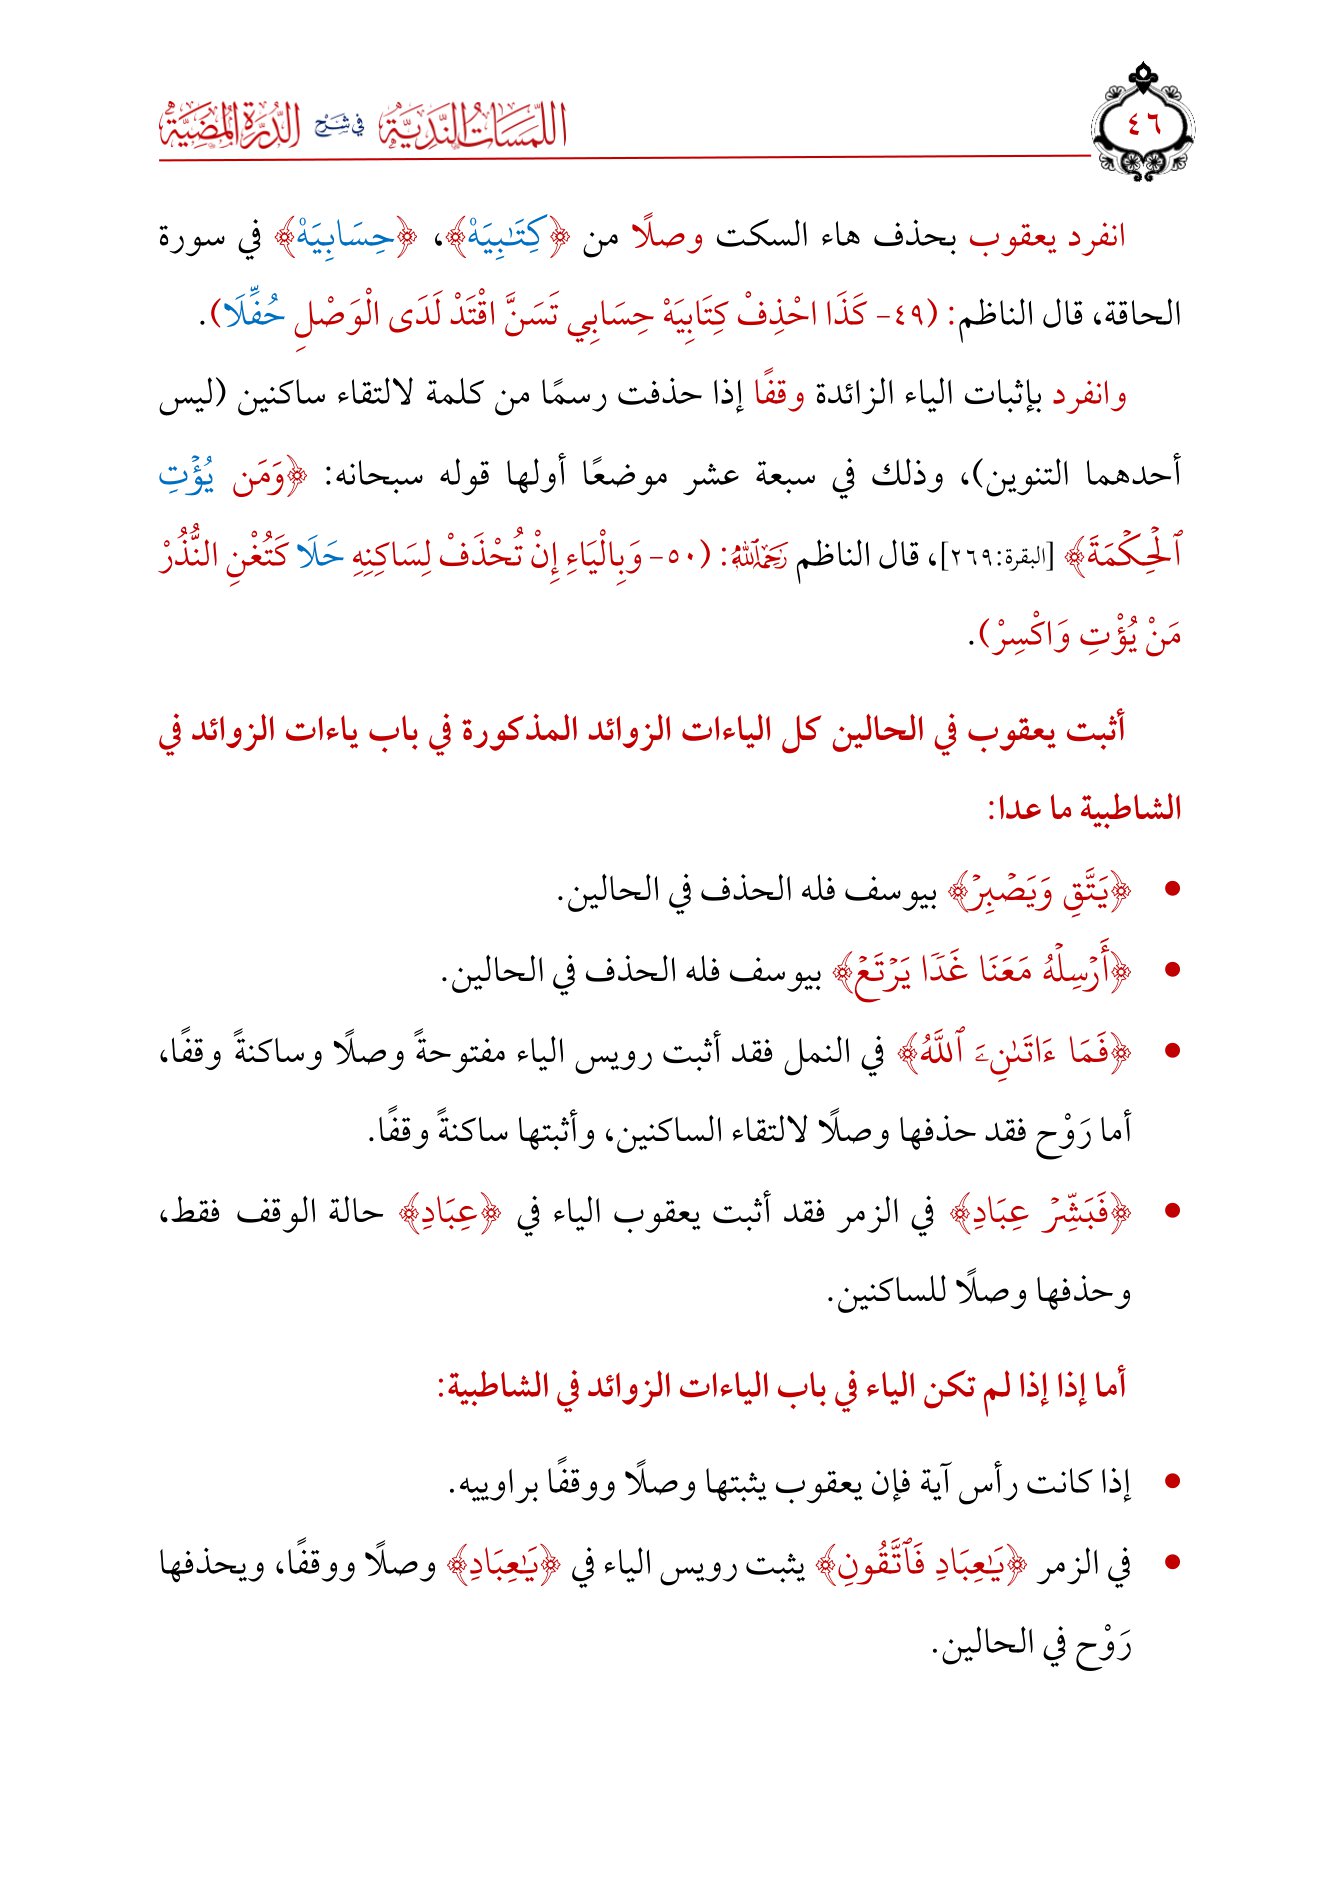 اللمسات الندية في شرح الدرة المضية
٤٦
انفرد يعقوب بحذف هاء السكت وصلًا من ﴿كِتَٰبِيَهْ﴾، ﴿حِسَابِيَهْ﴾ في سورة
الحاقة، قال الناظم: (٤٩- كَذَا احْذِفْ كِتَابِيَهْ حِسَابِي تَسَنَّ اقْتَدْ لَدَى الْوَصْلِ حُفِّلَا).
وانفرد بإثبات الياء الزائدة وقفًا إذا حذفت رسمًا من كلمة لالتقاء ساكنين (ليس
أحدهما التنوين)، وذلك في سبعة عشر موضعًا أولها قوله سبحانه: ﴿وَمَن يُؤۡتِ
ٱلۡحِكۡمَةَ﴾ [البقرة:٢٦٩]، قال الناظم رَحِمَهُ ٱللَّهُ: (٥٠- وَبِالْيَاءِ إِنْ تُحْذَفْ لِسَاكِنِهِ حَلَا كَتُغْنِ النُّذُرْ
مَنْ يُؤْتِ وَاكْسِرْ).
أثبت يعقوب في الحالين كل الياءات الزوائد المذكورة في باب ياءات الزوائد في
الشاطبية ما عدا:
• ﴿يَتَّقِ وَيَصۡبِرۡ﴾ بيوسف فله الحذف في الحالين.
• ﴿أَرۡسِلۡهُ مَعَنَا غَدٗا يَرۡتَعۡ﴾ بيوسف فله الحذف في الحالين.
• ﴿فَمَا ءَاتَىٰنِۦَ ٱللَّهُ﴾ في النمل فقد أثبت رويس الياء مفتوحةً وصلًا وساكنةً وقفًا،
أما رَوْح فقد حذفها وصلًا لالتقاء الساكنين، وأثبتها ساكنةً وقفًا.
• ﴿فَبَشِّرۡ عِبَادِ﴾ في الزمر فقد أثبت يعقوب الياء في ﴿عِبَادِ﴾ حالة الوقف فقط،
وحذفها وصلًا للساكنين.
أما إذا إذا لم تكن الياء في باب الياءات الزوائد في الشاطبية:
• إذا كانت رأس آية فإن يعقوب يثبتها وصلًا ووقفًا براوييه.
• في الزمر ﴿يَٰعِبَادِ فَٱتَّقُونِ﴾ يثبت رويس الياء في ﴿يَٰعِبَادِ﴾ وصلًا ووقفًا، ويحذفها
رَوْح في الحالين.